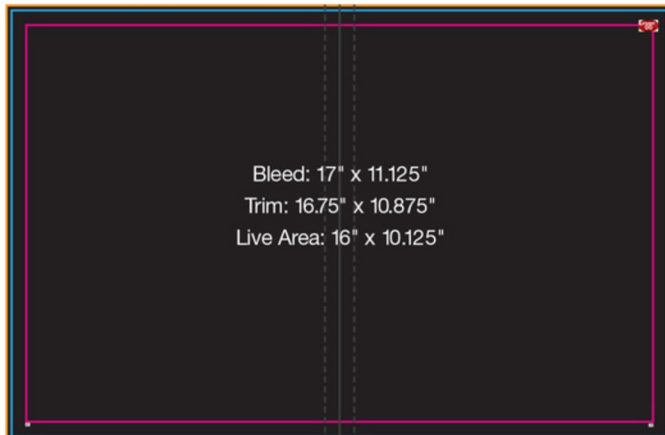 Bleed: 17" x 11.125"
Trim: 16.75" x 10.875"
Live Area: 16" x 10.125"